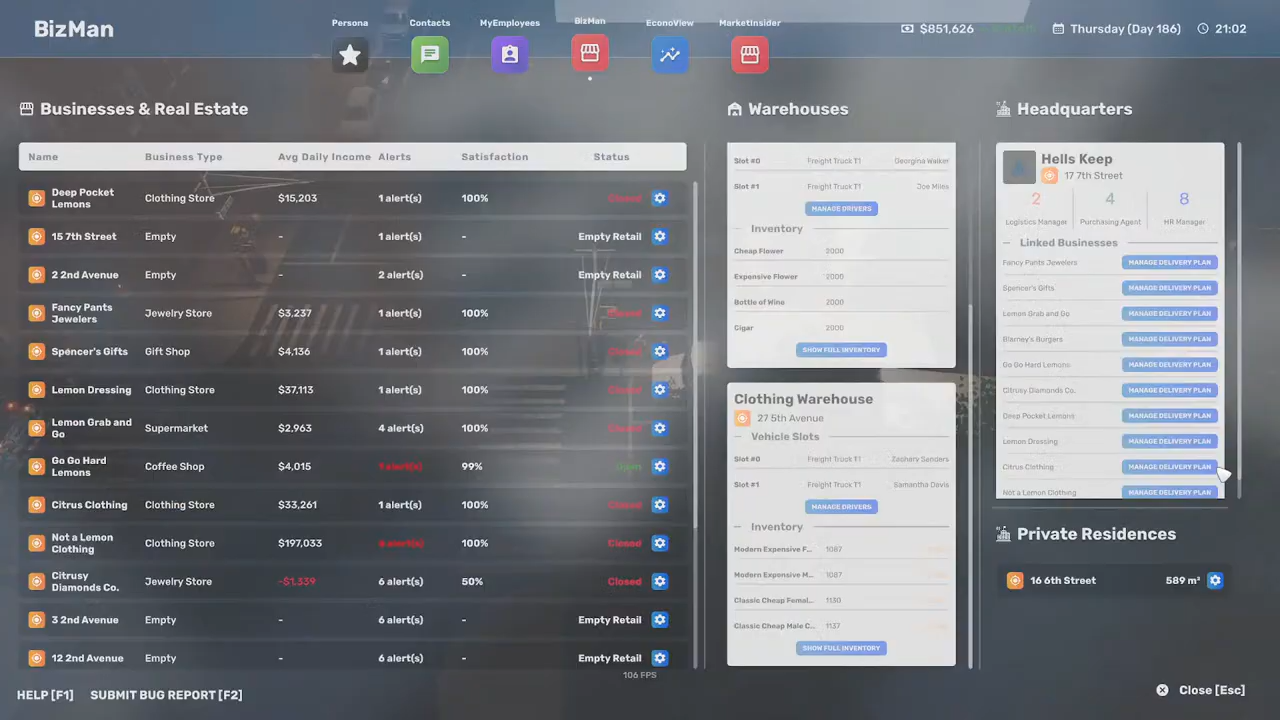 BizMan
Persona
Contacts
MyEmployees
BizMan
EconoView
MarketInsider
$851,626
Thursday (Day 186)
21:02
Businesses & Real Estate
Name Business Type Avg Daily Income Alerts Satisfaction Status
Deep Pocket Lemons Clothing Store $15,203 1 alert(s) 100% Closed
15 7th Street Empty - 1 alert(s) - Empty Retail
2 2nd Avenue Empty - 2 alert(s) - Empty Retail
Fancy Pants Jewelers Jewelry Store $3,237 1 alert(s) 100% Closed
Spencer's Gifts Gift Shop $4,136 1 alert(s) 100% Closed
Lemon Dressing Clothing Store $37,113 1 alert(s) 100% Closed
Lemon Grab and Go Supermarket $2,963 4 alert(s) 100% Closed
Go Go Hard Lemons Coffee Shop $4,015 alert(s) 99% Open
Citrus Clothing Clothing Store $33,261 1 alert(s) 100% Closed
Not a Lemon Clothing Clothing Store $197,033 alert(s) 100% Closed
Citrusy Diamonds Co. Jewelry Store -$1,339 6 alert(s) 50% Closed
3 2nd Avenue Empty - 6 alert(s) - Empty Retail
12 2nd Avenue Empty - 6 alert(s) - Empty Retail
Warehouses
Slot #0 Freight Truck T1 Georgina Walker
Slot #1 Freight Truck T1 Joe Miles
MANAGE DRIVERS
Inventory
Cheap Flower 2000
Expensive Flower 2000
Bottle of Wine 2000
Cigar 2000
SHOW FULL INVENTORY
Clothing Warehouse
27 5th Avenue
Vehicle Slots
Slot #0 Freight Truck T1 Zachary Sanders
Slot #1 Freight Truck T1 Samantha Davis
MANAGE DRIVERS
Inventory
Modern Expensive F... 1087
Modern Expensive M... 1087
Classic Cheap Femal... 1130
Classic Cheap Male C... 1137
SHOW FULL INVENTORY
Headquarters
Hells Keep
17 7th Street
2 4 8
Logistics Manager Purchasing Agent HR Manager
Linked Businesses
Fancy Pants Jewelers MANAGE DELIVERY PLAN
Spencer's Gifts MANAGE DELIVERY PLAN
Lemon Grab and Go MANAGE DELIVERY PLAN
Blarney's Burgers MANAGE DELIVERY PLAN
Go Go Hard Lemons MANAGE DELIVERY PLAN
Citrusy Diamonds Co. MANAGE DELIVERY PLAN
Deep Pocket Lemons MANAGE DELIVERY PLAN
Lemon Dressing MANAGE DELIVERY PLAN
Citrus Clothing MANAGE DELIVERY PLAN
Not a Lemon Clothing MANAGE DELIVERY PLAN
Private Residences
16 6th Street 589 m²
106 FPS
HELP [F1] SUBMIT BUG REPORT [F2]
Close [Esc]